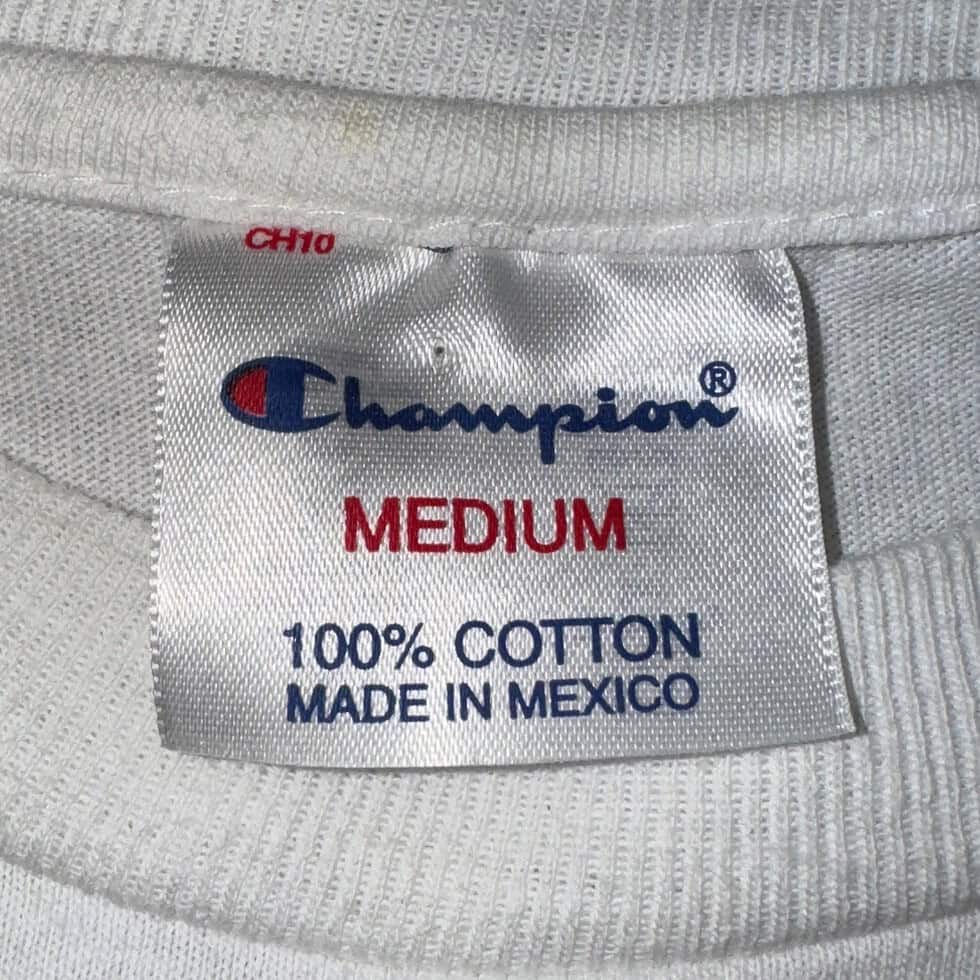 CH10
Champion®
MEDIUM
100% COTTON
MADE IN MEXICO